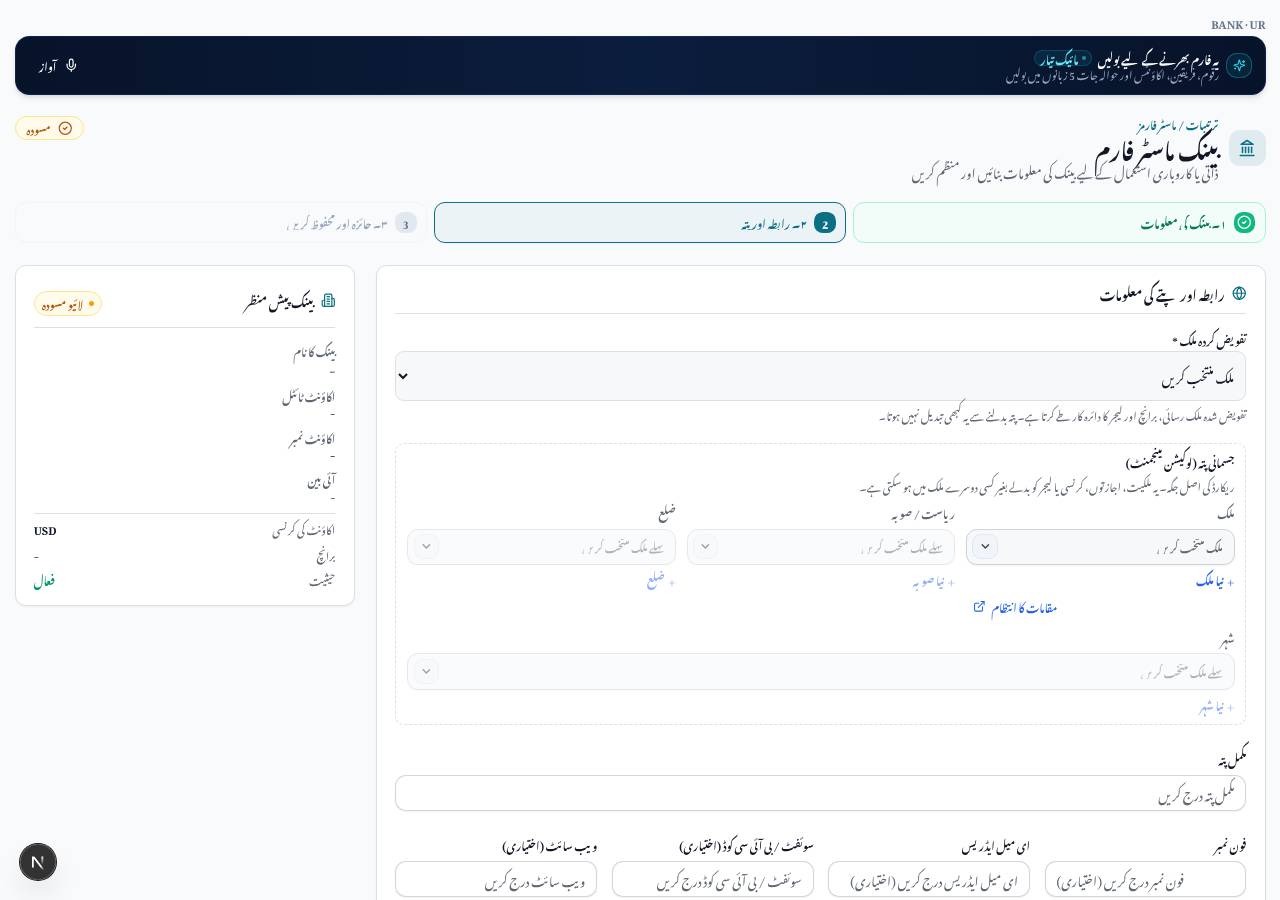 BANK·UR
یہ فارم بھرنے کے لیے بولیں
مائیک تیار
رقوم، فریقین، اکاؤنٹس اور حوالہ جات 5 زبانوں میں بولیں
آواز
ترتیبات / ماسٹر فارمز
بینک ماسٹر فارم
ذاتی یا کاروباری استعمال کے لیے بینک کی معلومات بنائیں اور منظم کریں
مسودہ
۱۔ بینک کی معلومات
2 ۲۔ رابطہ اور پتہ
3 ۳۔ جائزہ اور محفوظ کریں
رابطہ اور پتے کی معلومات
تفویض کردہ ملک *
ملک منتخب کریں
تفویض شدہ ملک رسائی، برانچ اور لیجر کا دائرہ کار طے کرتا ہے۔ پتہ بدلنے سے یہ کبھی تبدیل نہیں ہوتا۔
جسمانی پتہ (لوکیشن مینجمنٹ)
ریکارڈ کی اصل جگہ۔ یہ ملکیت، اجازتوں، کرنسی یا لیجر کو بدلے بغیر کسی دوسرے ملک میں ہو سکتی ہے۔
ملک
ریاست / صوبہ
ضلع
ملک منتخب کریں
پہلے ملک منتخب کریں
پہلے ملک منتخب کریں
+ نیا ملک
+ نیا صوبہ
+ ضلع
مقامات کا انتظام
شہر
پہلے ملک منتخب کریں
+ نیا شہر
مکمل پتہ
مکمل پتہ درج کریں
فون نمبر
ای میل ایڈریس
سوئفٹ / بی آئی سی کوڈ (اختیاری)
ویب سائٹ (اختیاری)
فون نمبر درج کریں (اختیاری)
ای میل ایڈریس درج کریں (اختیاری)
سوئفٹ / بی آئی سی کوڈ درج کریں
ویب سائٹ درج کریں
بینک پیش منظر
لائیو مسودہ
بینک کا نام
-
اکاؤنٹ ٹائٹل
-
اکاؤنٹ نمبر
-
آئی بین
-
اکاؤنٹ کی کرنسی
USD
برانچ
-
حیثیت
فعال
N